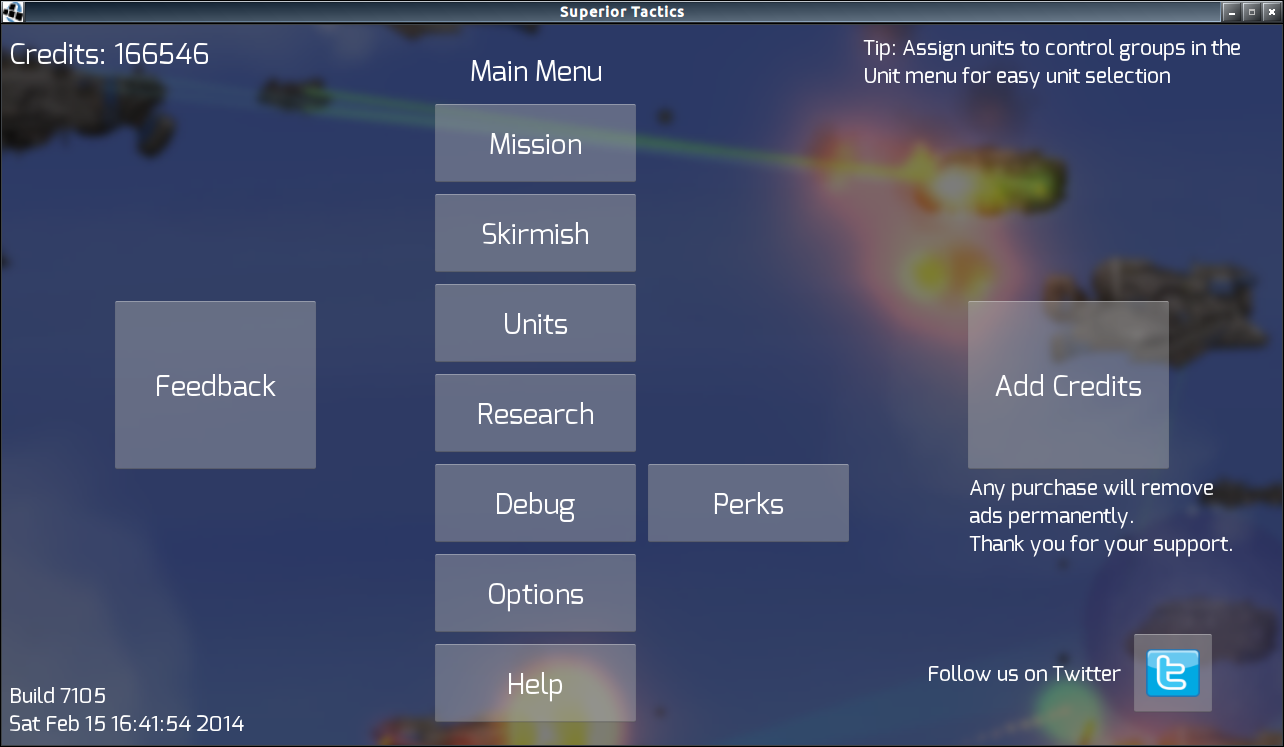 Superior Tactics
Credits: 166546
Main Menu
Tip: Assign units to control groups in the
Unit menu for easy unit selection
Mission
Skirmish
Units
Feedback
Research
Add Credits
Debug
Perks
Any purchase will remove
ads permanently.
Thank you for your support.
Options
Help
Follow us on Twitter
Build 7105
Sat Feb 15 16:41:54 2014